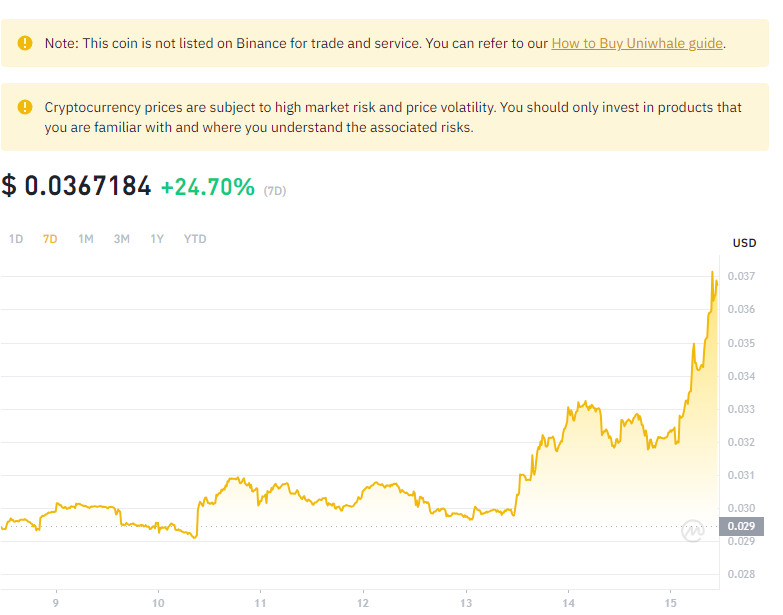 Note: This coin is not listed on Binance for trade and service. You can refer to our How to Buy Uniwhale guide.
Cryptocurrency prices are subject to high market risk and price volatility. You should only invest in products that
you are familiar with and where you understand the associated risks.
$ 0.0367184 +24.70% (7D)
1D 7D 1M 3M 1Y YTD
USD
0.037
0.036
0.035
0.034
0.033
0.032
0.031
0.030
0.029
0.029
0.028
9 10 11 12 13 14 15